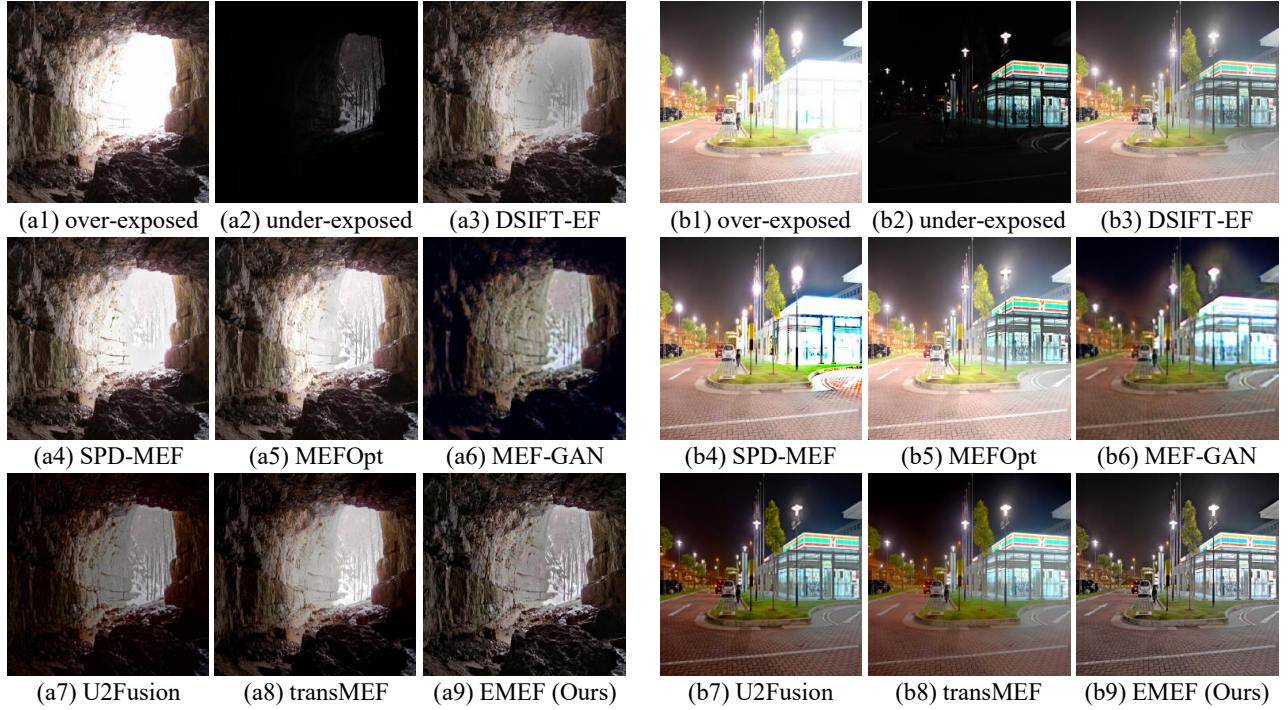 (a1) over-exposed (a2) under-exposed (a3) DSIFT-EF (b1) over-exposed (b2) under-exposed (b3) DSIFT-EF
(a4) SPD-MEF (a5) MEFOpt (a6) MEF-GAN (b4) SPD-MEF (b5) MEFOpt (b6) MEF-GAN
(a7) U2Fusion (a8) transMEF (a9) EMEF (Ours) (b7) U2Fusion (b8) transMEF (b9) EMEF (Ours)